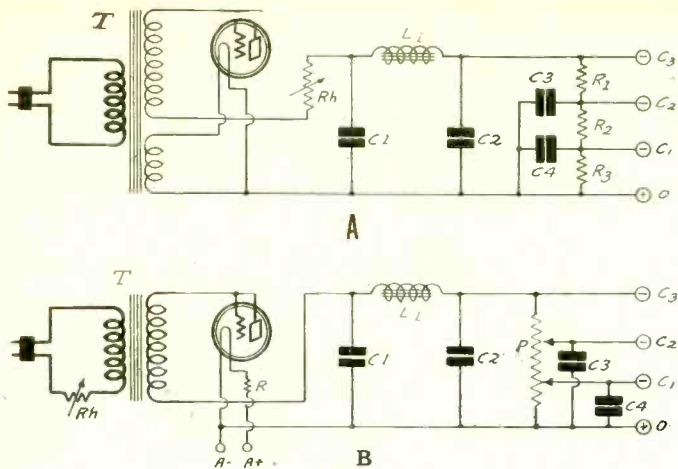 T
Rh
L1
C1
C2
C3
C4
R1
R2
R3
⊖ C3
⊖ C2
⊖ C1
⊕ O
A
T
Rh
R
A- A+
L1
C1
C2
P
C3
C4
⊖ C3
⊖ C2
⊖ C1
⊕ O
B